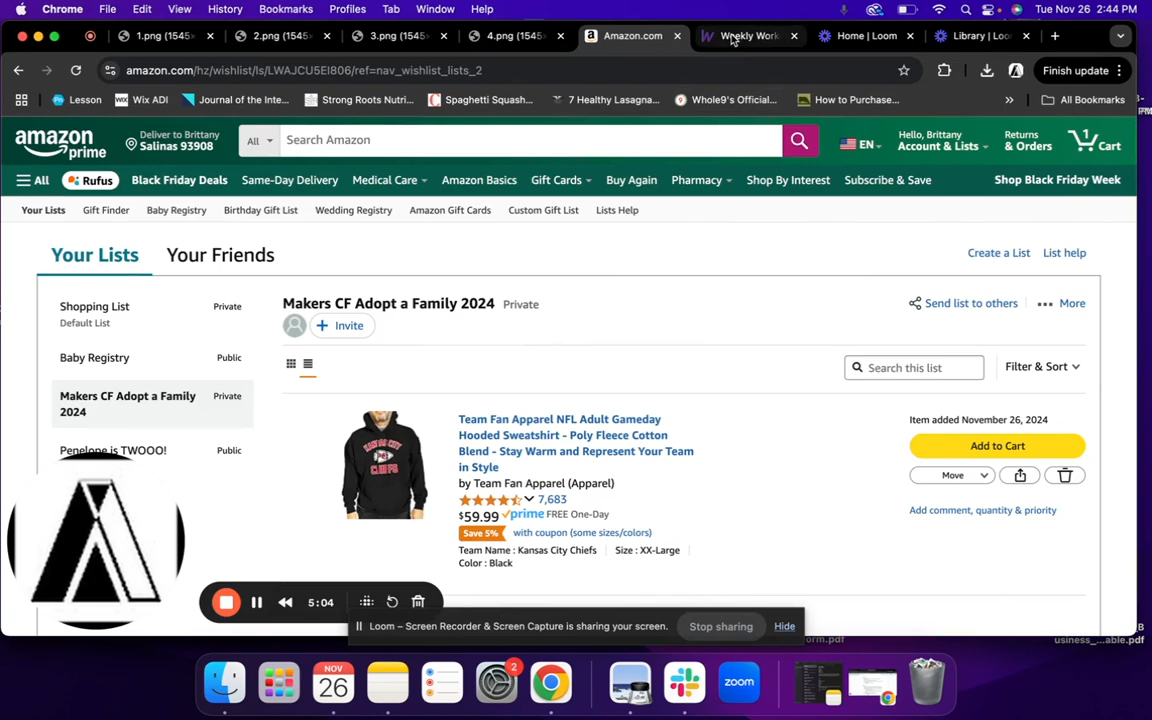 Chrome File Edit View History Bookmarks Profiles Tab Window Help Tue Nov 26 2:44 PM
1.png (1545× 2.png (1545× 3.png (1545× 4.png (1545× Amazon.com Weekly Work Home | Loom Library | Loo
amazon.com/hz/wishlist/ls/LWAJCU5EI806/ref=nav_wishlist_lists_2 Finish update
Lesson Wix ADI Journal of the Inte... Strong Roots Nutri... Spaghetti Squash... 7 Healthy Lasagna... Whole9's Official... How to Purchase... » All Bookmarks
amazon prime Deliver to Brittany Salinas 93908 All Search Amazon EN Hello, Brittany Account & Lists Returns & Orders 1 Cart
All Rufus Black Friday Deals Same-Day Delivery Medical Care Amazon Basics Gift Cards Buy Again Pharmacy Shop By Interest Subscribe & Save Shop Black Friday Week
Your Lists Gift Finder Baby Registry Birthday Gift List Wedding Registry Amazon Gift Cards Custom Gift List Lists Help
Your Lists Your Friends Create a List List help
Shopping List Private
Default List
Baby Registry Public
Makers CF Adopt a Family 2024 Private
Penelope is TWOOO! Public
Makers CF Adopt a Family 2024 Private Send list to others More
+ Invite
Search this list Filter & Sort
KANSAS CITY
CHIEFS
Team Fan Apparel NFL Adult Gameday
Hooded Sweatshirt - Poly Fleece Cotton
Blend - Stay Warm and Represent Your Team
in Style
by Team Fan Apparel (Apparel)
7,683
$59.99 prime FREE One-Day
Save 5% with coupon (some sizes/colors)
Team Name : Kansas City Chiefs Size : XX-Large
Color : Black
Item added November 26, 2024
Add to Cart
Move
Add comment, quantity & priority
5:04
Loom – Screen Recorder & Screen Capture is sharing your screen. Stop sharing Hide
orm.pdf
usiness_...able.pdf
NOV
26
2
zoom